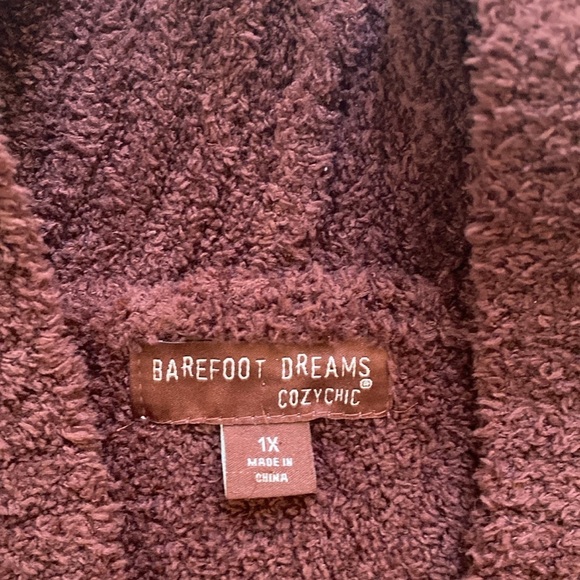 BAREFOOT DREAMS
COZYCHIC®
1X
MADE IN
CHINA